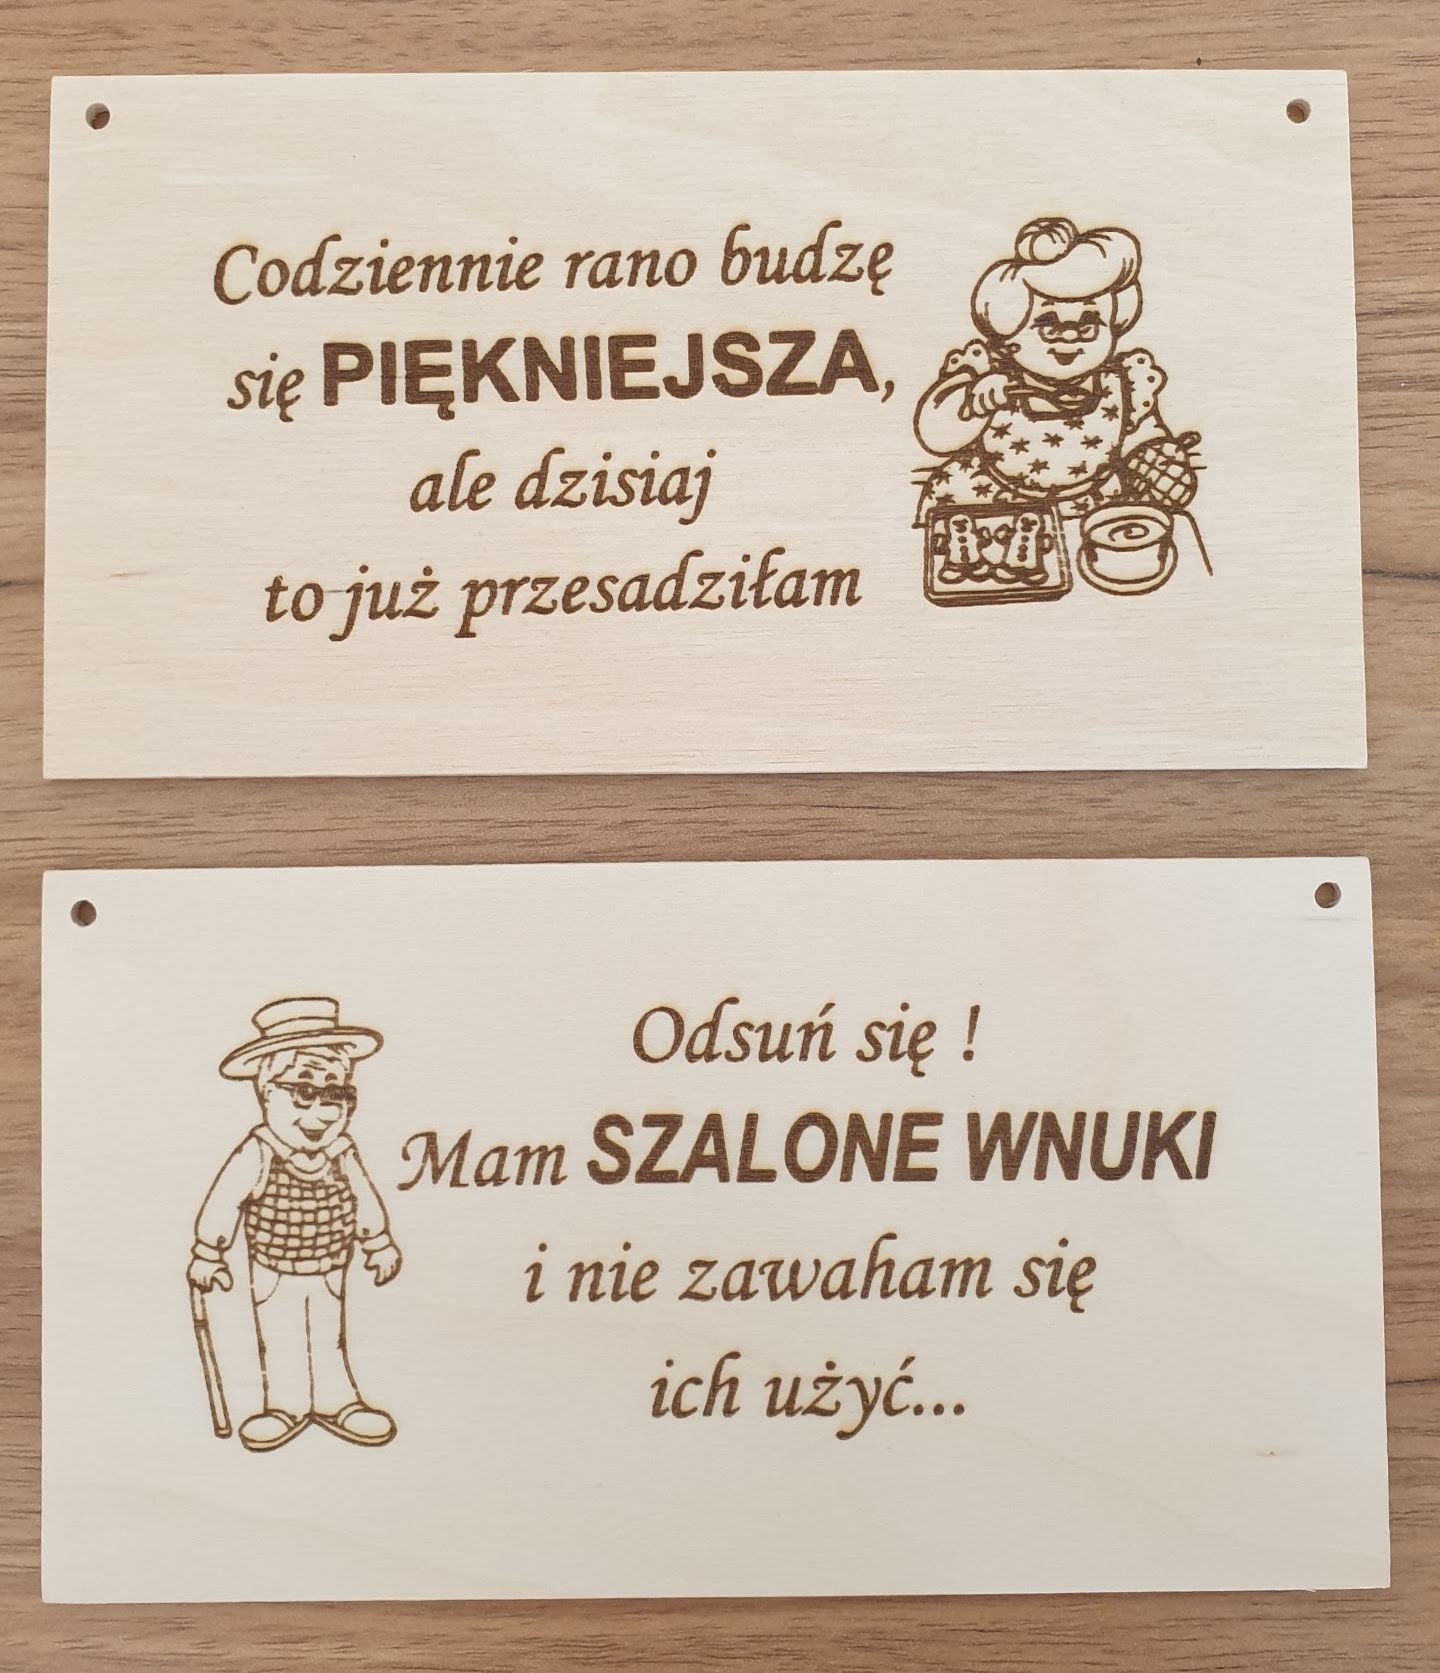 Codziennie rano budzę
się PIĘKNIEJSZA,
ale dzisiaj
to już przesadziłam
Odsuń się !
Mam SZALONE WNUKI
i nie zawaham się
ich użyć...